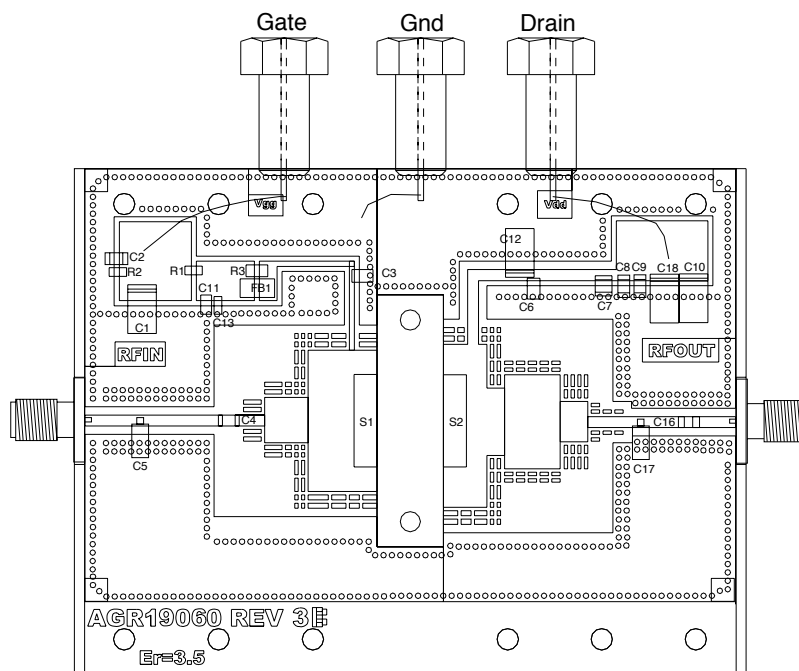 Gate Gnd Drain
VGG VDD
C2 C12
R2 R1 R3 C3 C8 C9 C18 C10
C11 FB1 C6 C7
C1 C13
RFIN RFOUT
C4 S1 S2 C16
C5 C17
AGR19060 REV 3
Er=3.5